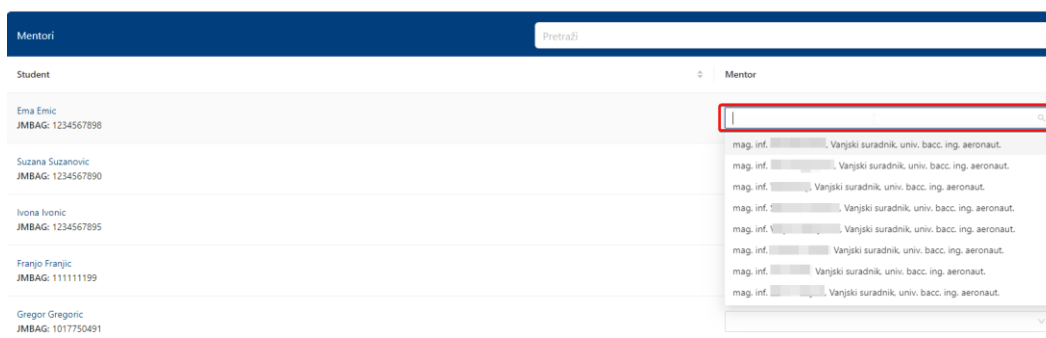 Mentori
Pretraži
Student
Mentor
Ema Emic
JMBAG: 1234567898
mag. inf. , Vanjski suradnik, univ. bacc. ing. aeronaut.
mag. inf. , Vanjski suradnik, univ. bacc. ing. aeronaut.
mag. inf. , Vanjski suradnik, univ. bacc. ing. aeronaut.
mag. inf. , Vanjski suradnik, univ. bacc. ing. aeronaut.
mag. inf. , Vanjski suradnik, univ. bacc. ing. aeronaut.
mag. inf. Vanjski suradnik, univ. bacc. ing. aeronaut.
mag. inf. , Vanjski suradnik, univ. bacc. ing. aeronaut.
mag. inf. , Vanjski suradnik, univ. bacc. ing. aeronaut.
Suzana Suzanovic
JMBAG: 1234567890
Ivona Ivonic
JMBAG: 1234567895
Franjo Franjic
JMBAG: 111111199
Gregor Gregoric
JMBAG: 1017750491